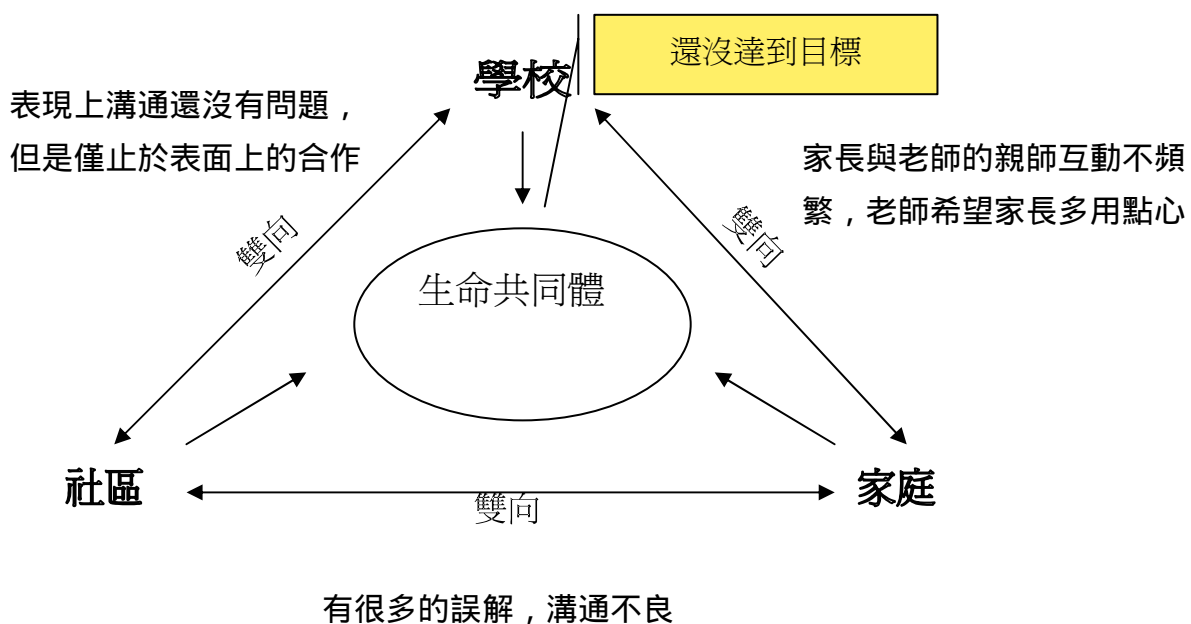 還沒達到目標
學校
表現上溝通還沒有問題，
但是僅止於表面上的合作
家長與老師的親師互動不頻
繁，老師希望家長多用點心
雙向
雙向
生命共同體
社區
家庭
雙向
有很多的誤解，溝通不良